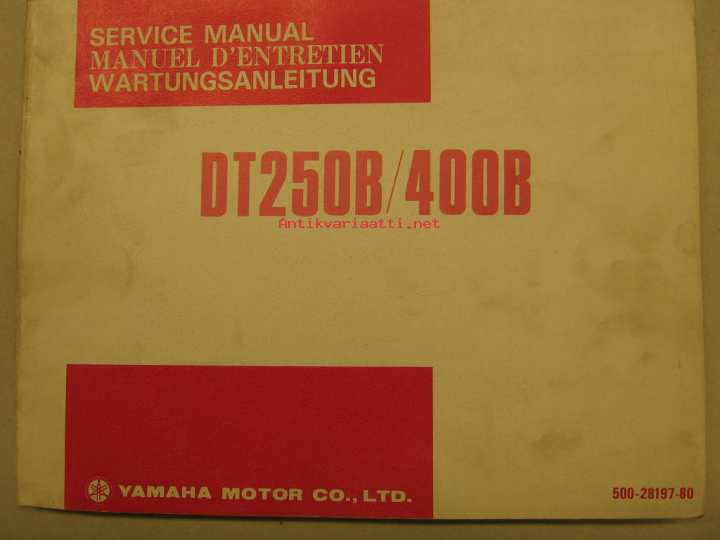 SERVICE MANUAL
MANUEL D'ENTRETIEN
WARTUNGSANLEITUNG
DT250B/400B
Antikvariaatti.net
YAMAHA MOTOR CO., LTD.
500-28197-80